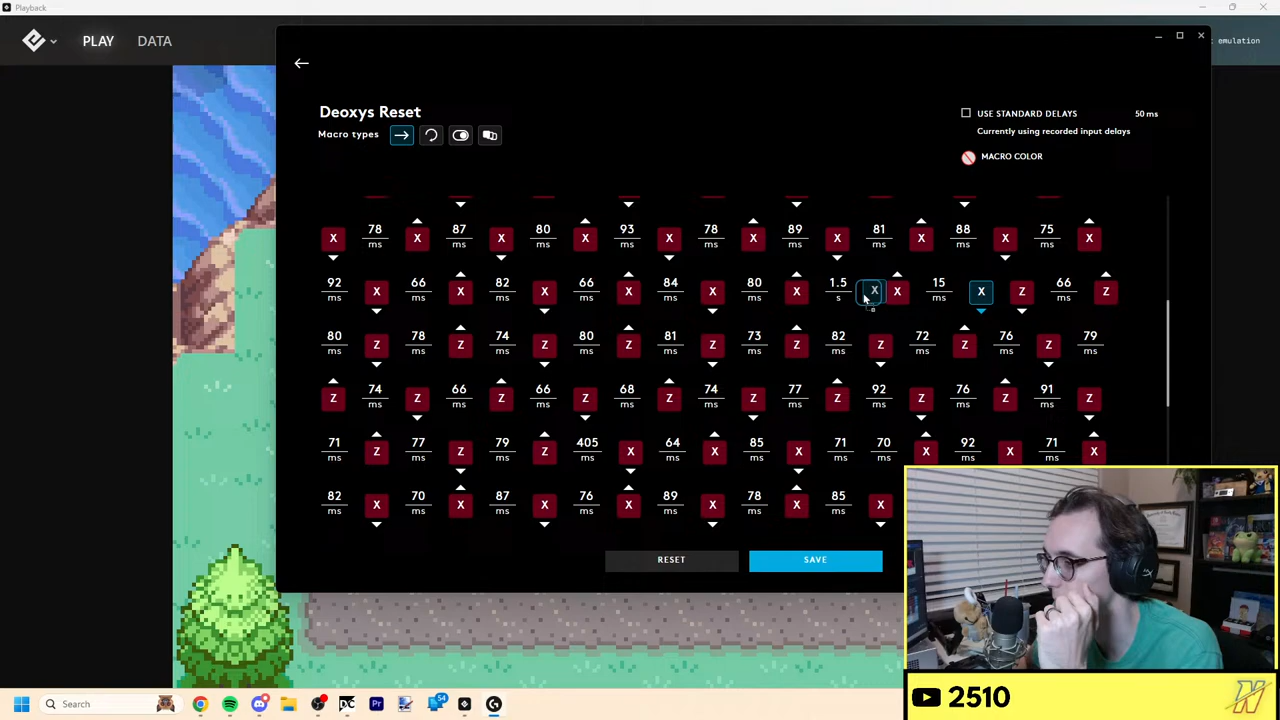 Playback
PLAY DATA
emulation
Deoxys Reset
Macro types
USE STANDARD DELAYS 50 ms
Currently using recorded input delays
MACRO COLOR
X 78 ms X 87 ms X 80 ms X 93 ms X 78 ms X 89 ms X 81 ms X 88 ms X 75 ms X
92 ms X 66 ms X 82 ms X 66 ms X 84 ms X 80 ms X 1.5 s X X 15 ms X Z 66 ms Z
80 ms Z 78 ms Z 74 ms Z 80 ms Z 81 ms Z 73 ms Z 82 ms Z 72 ms Z 76 ms Z 79 ms
Z 74 ms Z 66 ms Z 66 ms Z 68 ms Z 74 ms Z 77 ms Z 92 ms Z 76 ms Z 91 ms Z
71 ms Z 77 ms Z 79 ms Z 405 ms X 64 ms X 85 ms X 71 ms 70 ms X 92 ms X 71 ms X
82 ms X 70 ms X 87 ms X 76 ms X 89 ms X 78 ms X 85 ms X
RESET SAVE
2510
Search
DC
54
Pr